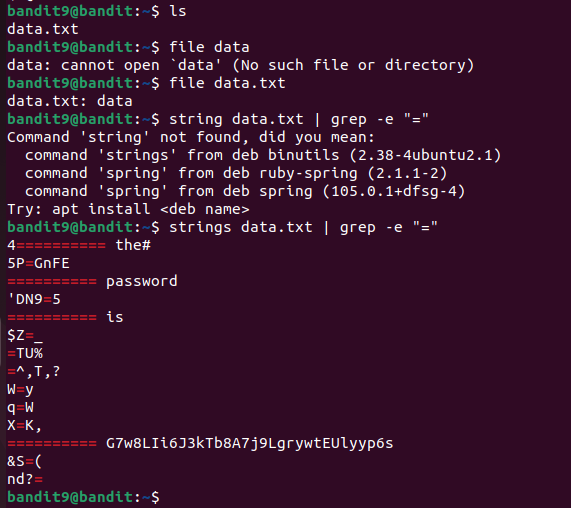 bandit9@bandit:~$ ls
data.txt
bandit9@bandit:~$ file data
data: cannot open `data' (No such file or directory)
bandit9@bandit:~$ file data.txt
data.txt: data
bandit9@bandit:~$ string data.txt | grep -e "="
Command 'string' not found, did you mean:
  command 'strings' from deb binutils (2.38-4ubuntu2.1)
  command 'spring' from deb ruby-spring (2.1.1-2)
  command 'spring' from deb spring (105.0.1+dfsg-4)
Try: apt install <deb name>
bandit9@bandit:~$ strings data.txt | grep -e "="
4========== the#
5P=GnFE
========== password
'DN9=5
========== is
$Z=_
=TU%
=^,T,?
W=y
q=W
X=K,
========== G7w8LIi6J3kTb8A7j9LgrywtEUlyyp6s
&S=(
nd?=
bandit9@bandit:~$